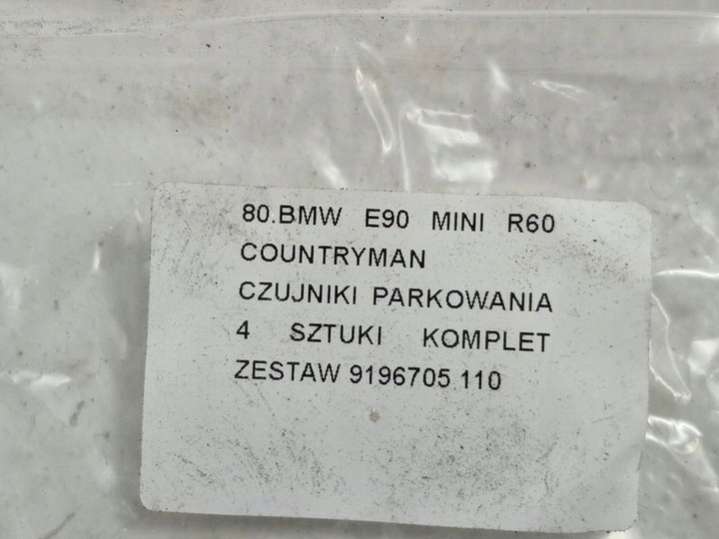 80.BMW E90 MINI R60
COUNTRYMAN
CZUJNIKI PARKOWANIA
4 SZTUKI KOMPLET
ZESTAW 9196705 110